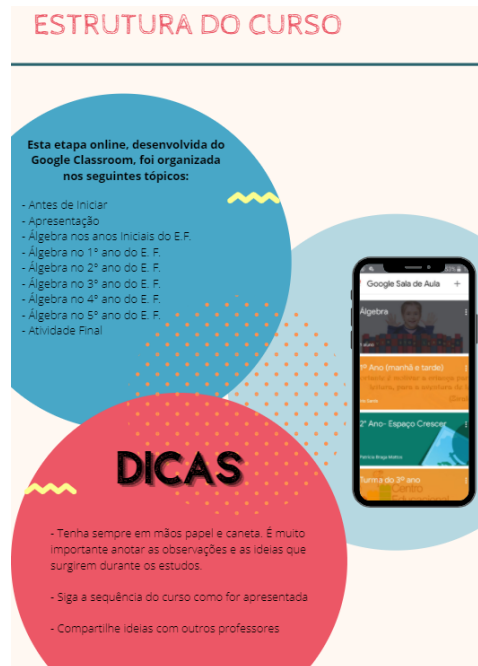 ESTRUTURA DO CURSO
Esta etapa online, desenvolvida do
Google Classroom, foi organizada
nos seguintes tópicos:
- Antes de Iniciar
- Apresentação
- Álgebra nos anos Iniciais do E.F.
- Álgebra no 1º ano do E. F.
- Álgebra no 2º ano do E. F.
- Álgebra no 3º ano do E. F.
- Álgebra no 4º ano do E. F.
- Álgebra no 5º ano do E. F.
- Atividade Final
Google Sala de Aula +
Álgebra
1º Ano (manhã e tarde)
2° Ano- Espaço Crescer
Turma do 3º ano
Centro
DICAS
- Tenha sempre em mãos papel e caneta. É muito
importante anotar as observações e as ideias que
surgirem durante os estudos.
- Siga a sequência do curso como for apresentada
- Compartilhe ideias com outros professores